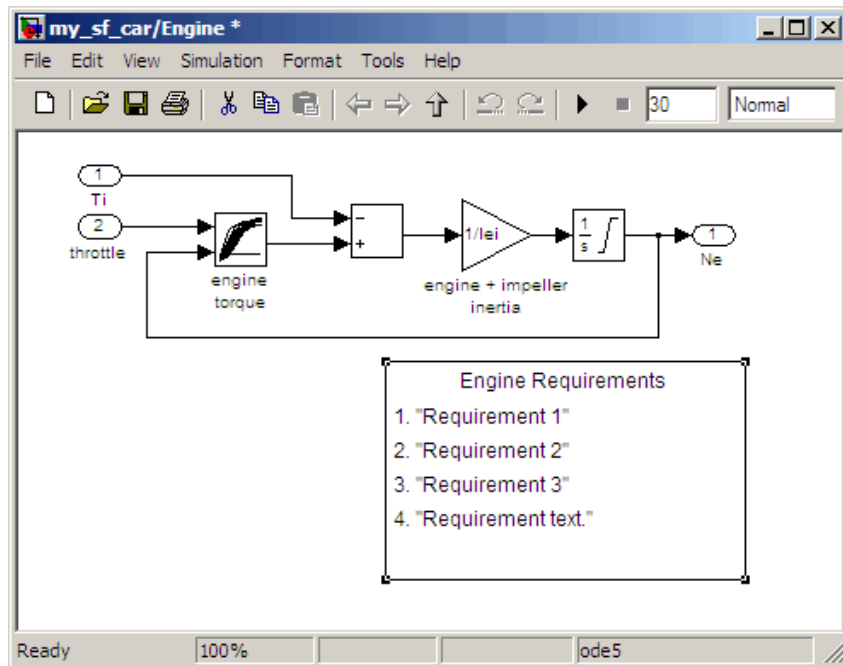 my_sf_car/Engine *
File Edit View Simulation Format Tools Help
30 Normal
1
Ti
2
throttle
engine
torque
−
+
1/Iei
engine + impeller
inertia
1
s
1
Ne
Engine Requirements
1. "Requirement 1"
2. "Requirement 2"
3. "Requirement 3"
4. "Requirement text."
Ready 100% ode5